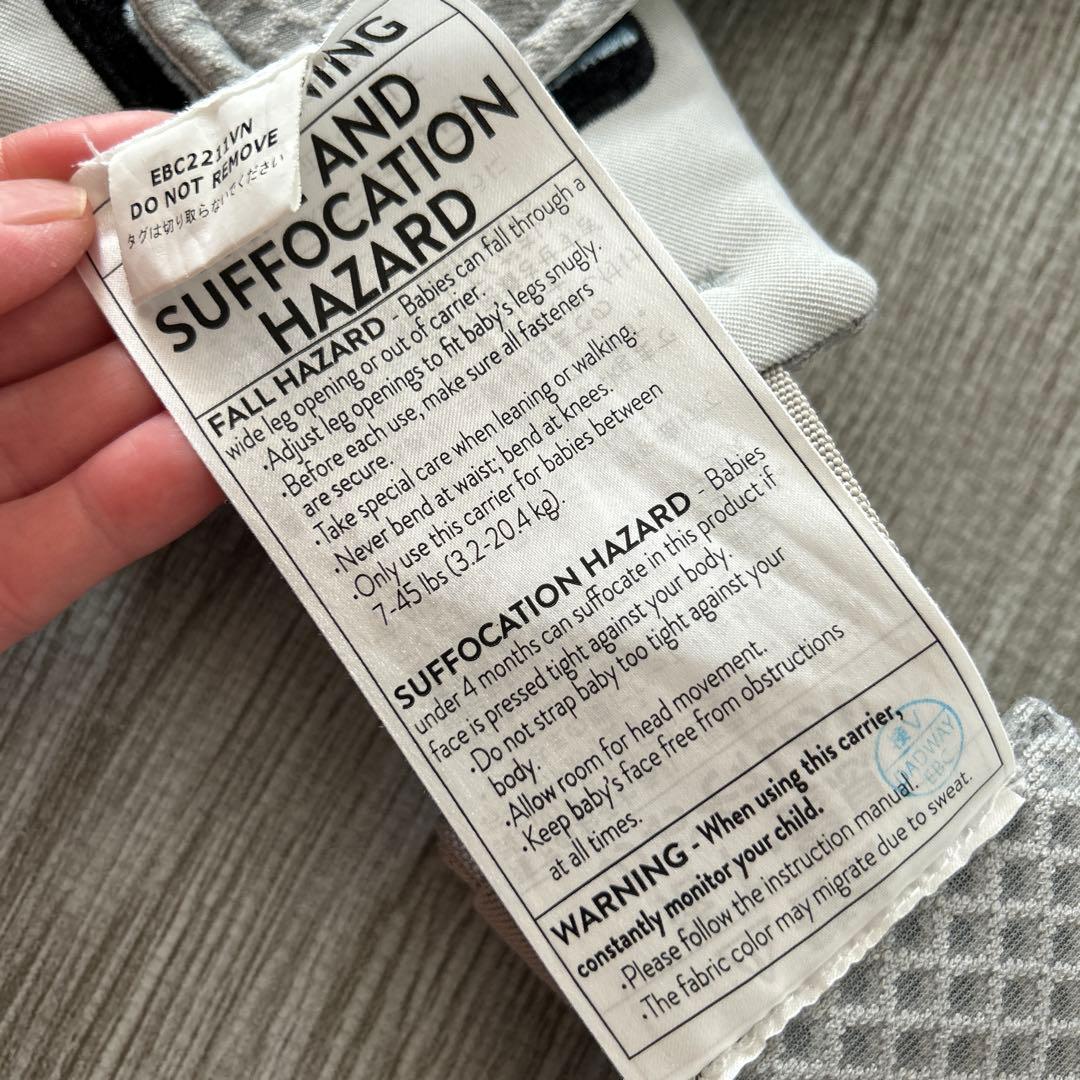 EBC2211VN
DO NOT REMOVE
タグは切り取らないでください
AND
SUFFOCATION
HAZARD
FALL HAZARD - Babies can fall through a
wide leg opening or out of carrier.
•Adjust leg openings to fit baby's legs snugly.
•Before each use, make sure all fasteners
are secure.
•Take special care when leaning or walking.
•Never bend at waist; bend at knees.
•Only use this carrier for babies between
7-45 lbs (3.2-20.4 kg).
SUFFOCATION HAZARD - Babies
under 4 months can suffocate in this product if
face is pressed tight against your body.
•Do not strap baby too tight against your
body.
•Allow room for head movement.
•Keep baby's face free from obstructions
at all times.
WARNING - When using this carrier,
constantly monitor your child.
•Please follow the instruction manual.
•The fabric color may migrate due to sweat.
V
EBC